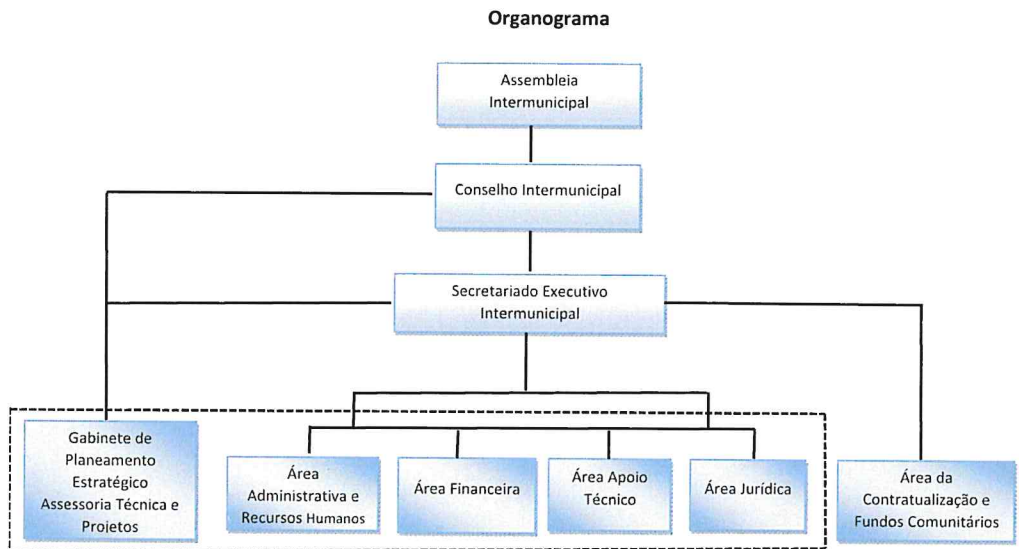 Organograma
Assembleia
Intermunicipal
Conselho Intermunicipal
Secretariado Executivo
Intermunicipal
Gabinete de
Planeamento
Estratégico
Assessoria Técnica e
Projetos
Área
Administrativa e
Recursos Humanos
Área Financeira
Área Apoio
Técnico
Área Jurídica
Área da
Contratualização e
Fundos Comunitários